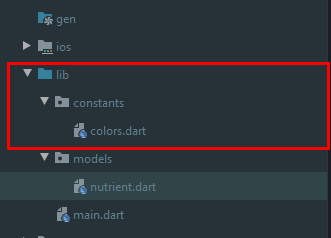 gen
ios
lib
constants
colors.dart
models
nutrient.dart
main.dart